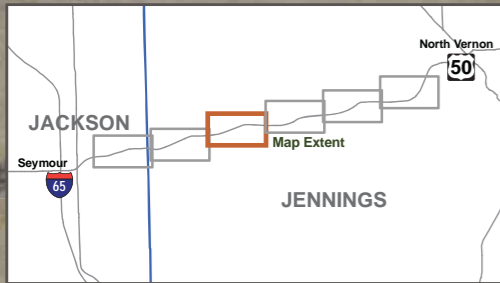 North Vernon
50
JACKSON
Map Extent
Seymour
65
JENNINGS